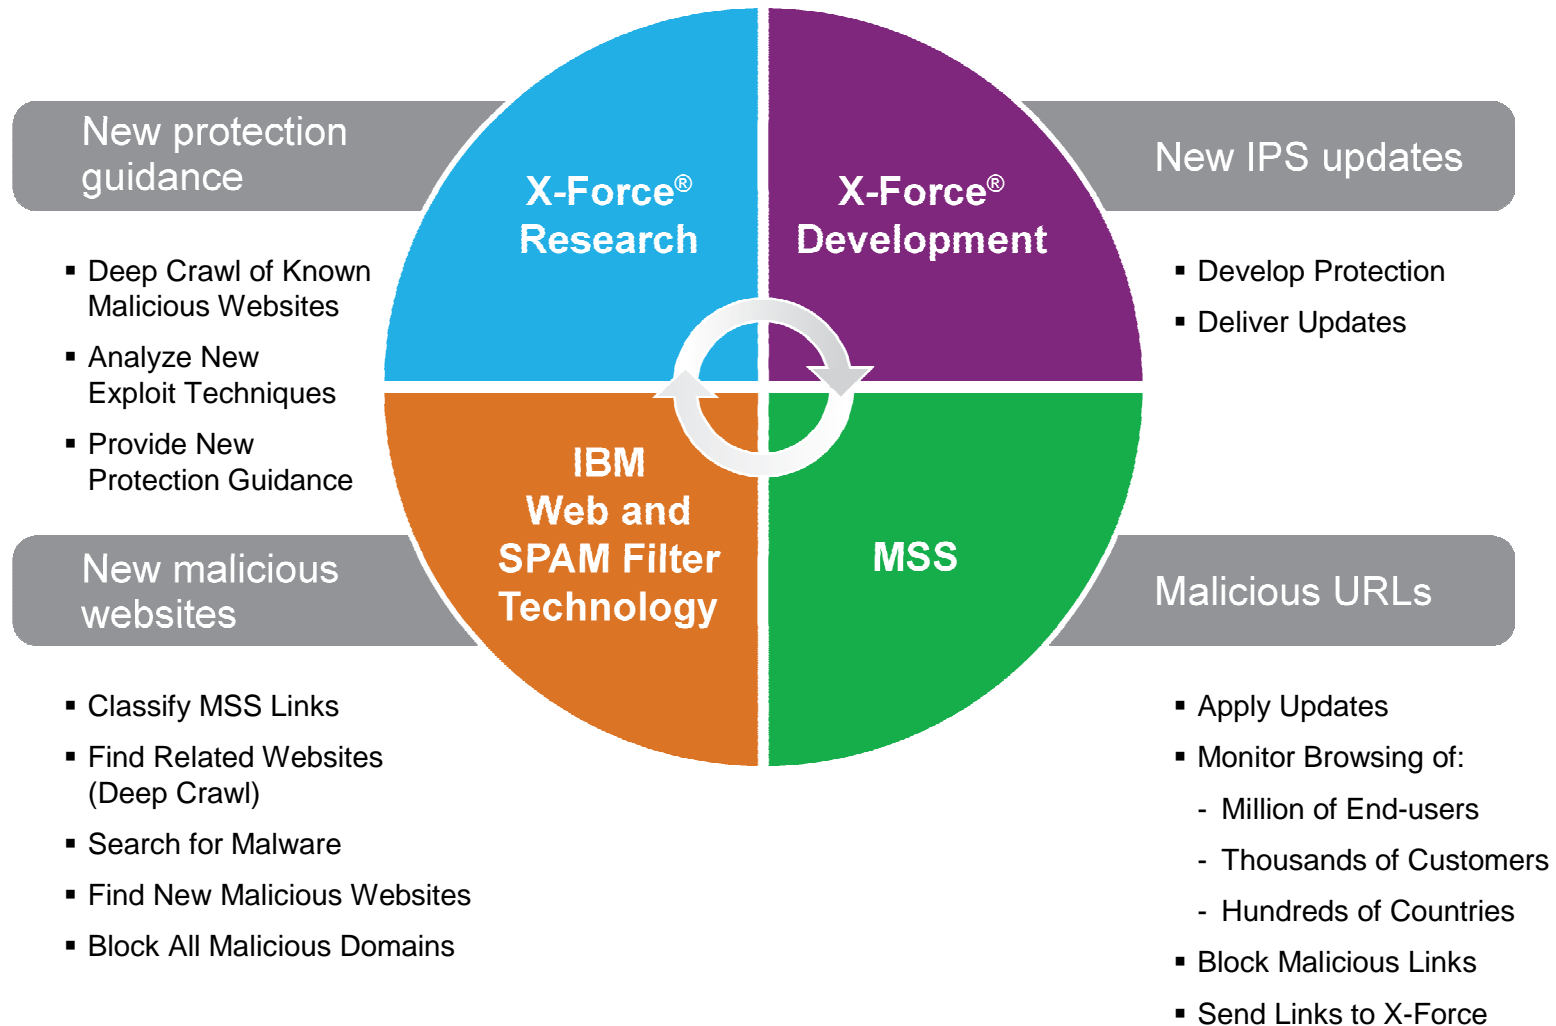 New protection
guidance
▪ Deep Crawl of Known
Malicious Websites
▪ Analyze New
Exploit Techniques
▪ Provide New
Protection Guidance
X-Force®
Research
X-Force®
Development
New IPS updates
▪ Develop Protection
▪ Deliver Updates
New malicious
websites
▪ Classify MSS Links
▪ Find Related Websites
(Deep Crawl)
▪ Search for Malware
▪ Find New Malicious Websites
▪ Block All Malicious Domains
IBM
Web and
SPAM Filter
Technology
MSS
Malicious URLs
▪ Apply Updates
▪ Monitor Browsing of:
- Million of End-users
- Thousands of Customers
- Hundreds of Countries
▪ Block Malicious Links
▪ Send Links to X-Force